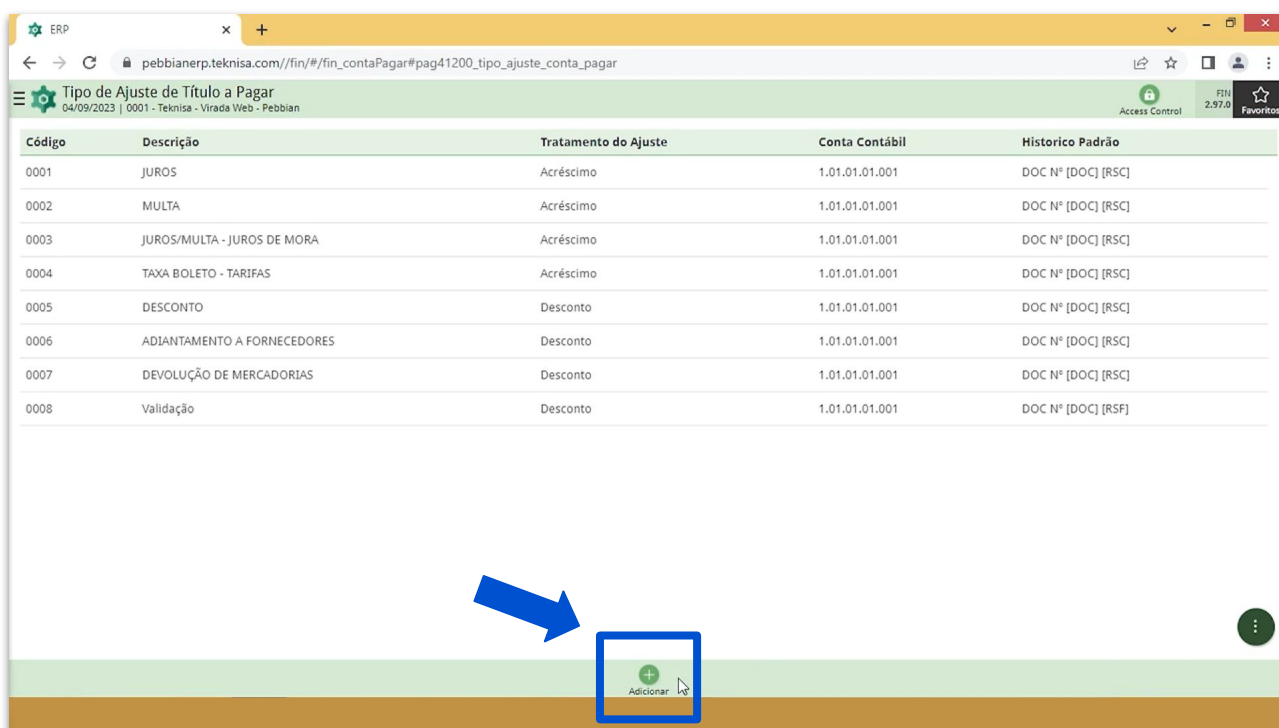 ERP
pebbianerp.teknisa.com//fin/#/fin_contaPagar#pag41200_tipo_ajuste_conta_pagar
Tipo de Ajuste de Título a Pagar
04/09/2023 | 0001 - Teknisa - Virada Web - Pebbian
Access Control
FIN
2.97.0
Favoritos
Código Descrição Tratamento do Ajuste Conta Contábil Historico Padrão
0001 JUROS Acréscimo 1.01.01.01.001 DOC Nº [DOC] [RSC]
0002 MULTA Acréscimo 1.01.01.01.001 DOC Nº [DOC] [RSC]
0003 JUROS/MULTA - JUROS DE MORA Acréscimo 1.01.01.01.001 DOC Nº [DOC] [RSC]
0004 TAXA BOLETO - TARIFAS Acréscimo 1.01.01.01.001 DOC Nº [DOC] [RSC]
0005 DESCONTO Desconto 1.01.01.01.001 DOC Nº [DOC] [RSC]
0006 ADIANTAMENTO A FORNECEDORES Desconto 1.01.01.01.001 DOC Nº [DOC] [RSC]
0007 DEVOLUÇÃO DE MERCADORIAS Desconto 1.01.01.01.001 DOC Nº [DOC] [RSC]
0008 Validação Desconto 1.01.01.01.001 DOC Nº [DOC] [RSF]
Adicionar